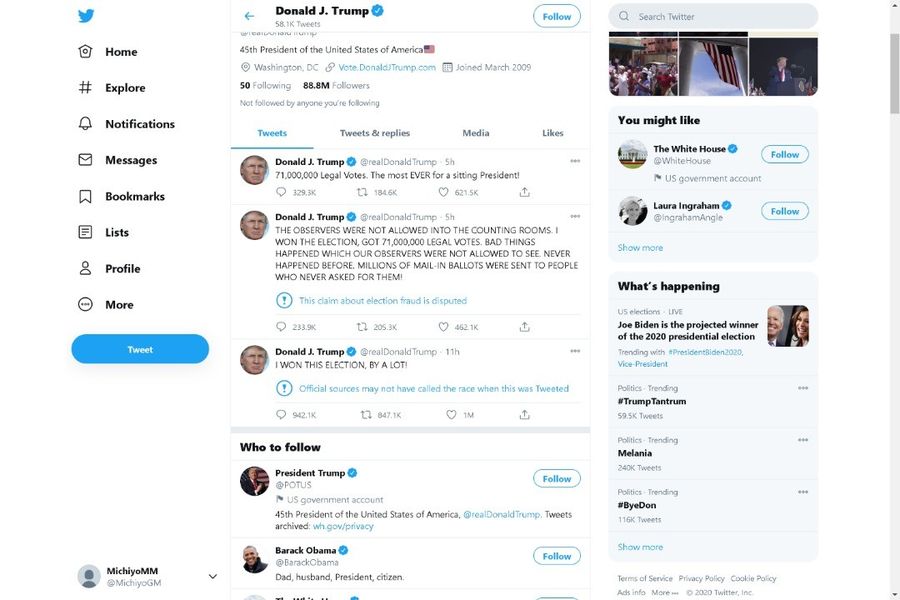 Home
Explore
Notifications
Messages
Bookmarks
Lists
Profile
More
Tweet
MichiyoMM
@MichiyoGM
Donald J. Trump
58.1K Tweets
Follow
@realDonaldTrump
45th President of the United States of America🇺🇸
Washington, DC Vote.DonaldJTrump.com Joined March 2009
50 Following 88.8M Followers
Not followed by anyone you're following
Tweets Tweets & replies Media Likes
Donald J. Trump @realDonaldTrump · 5h
71,000,000 Legal Votes. The most EVER for a sitting President!
329.3K 184.6K 621.5K
Donald J. Trump @realDonaldTrump · 5h
THE OBSERVERS WERE NOT ALLOWED INTO THE COUNTING ROOMS. I
WON THE ELECTION, GOT 71,000,000 LEGAL VOTES. BAD THINGS
HAPPENED WHICH OUR OBSERVERS WERE NOT ALLOWED TO SEE. NEVER
HAPPENED BEFORE. MILLIONS OF MAIL-IN BALLOTS WERE SENT TO PEOPLE
WHO NEVER ASKED FOR THEM!
This claim about election fraud is disputed
233.9K 205.3K 462.1K
Donald J. Trump @realDonaldTrump · 11h
I WON THIS ELECTION, BY A LOT!
Official sources may not have called the race when this was Tweeted
942.1K 847.1K 1M
Who to follow
President Trump
@POTUS
Follow
US government account
45th President of the United States of America, @realDonaldTrump. Tweets
archived: wh.gov/privacy
Barack Obama
@BarackObama
Follow
Dad, husband, President, citizen.
The White House
Search Twitter
You might like
The White House
@WhiteHouse
Follow
US government account
Laura Ingraham
@IngrahamAngle
Follow
Show more
What's happening
US elections · LIVE
Joe Biden is the projected winner
of the 2020 presidential election
Trending with #PresidentBiden2020,
Vice-President
Politics · Trending
#TrumpTantrum
59.5K Tweets
Politics · Trending
Melania
240K Tweets
Politics · Trending
#ByeDon
116K Tweets
Show more
Terms of Service Privacy Policy Cookie Policy
Ads info More ··· © 2020 Twitter, Inc.